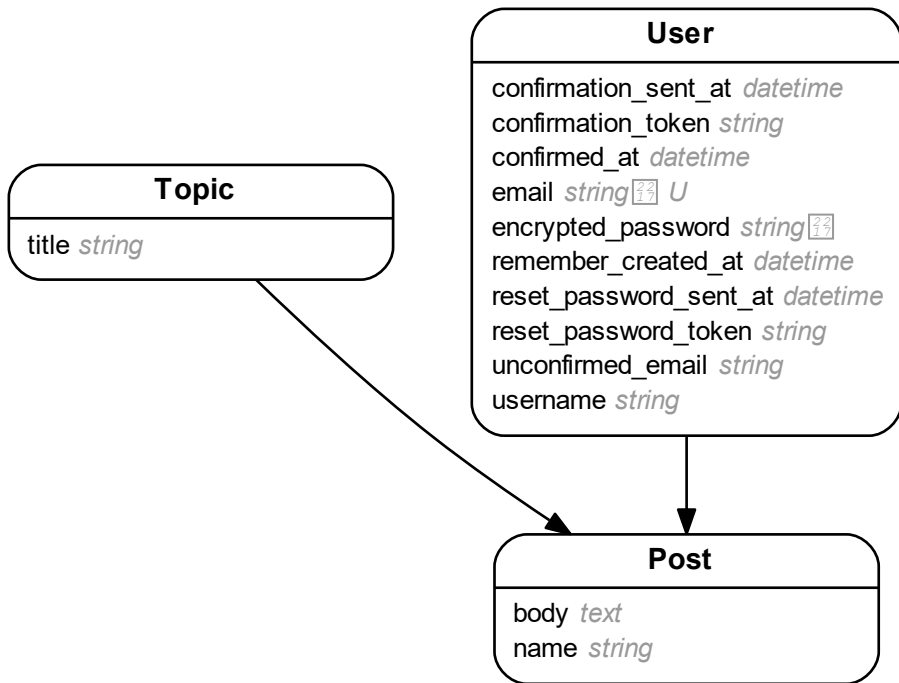 User
confirmation_sent_at datetime
confirmation_token string
confirmed_at datetime
email string∗ U
encrypted_password string∗
remember_created_at datetime
reset_password_sent_at datetime
reset_password_token string
unconfirmed_email string
username string
Topic
title string
Post
body text
name string